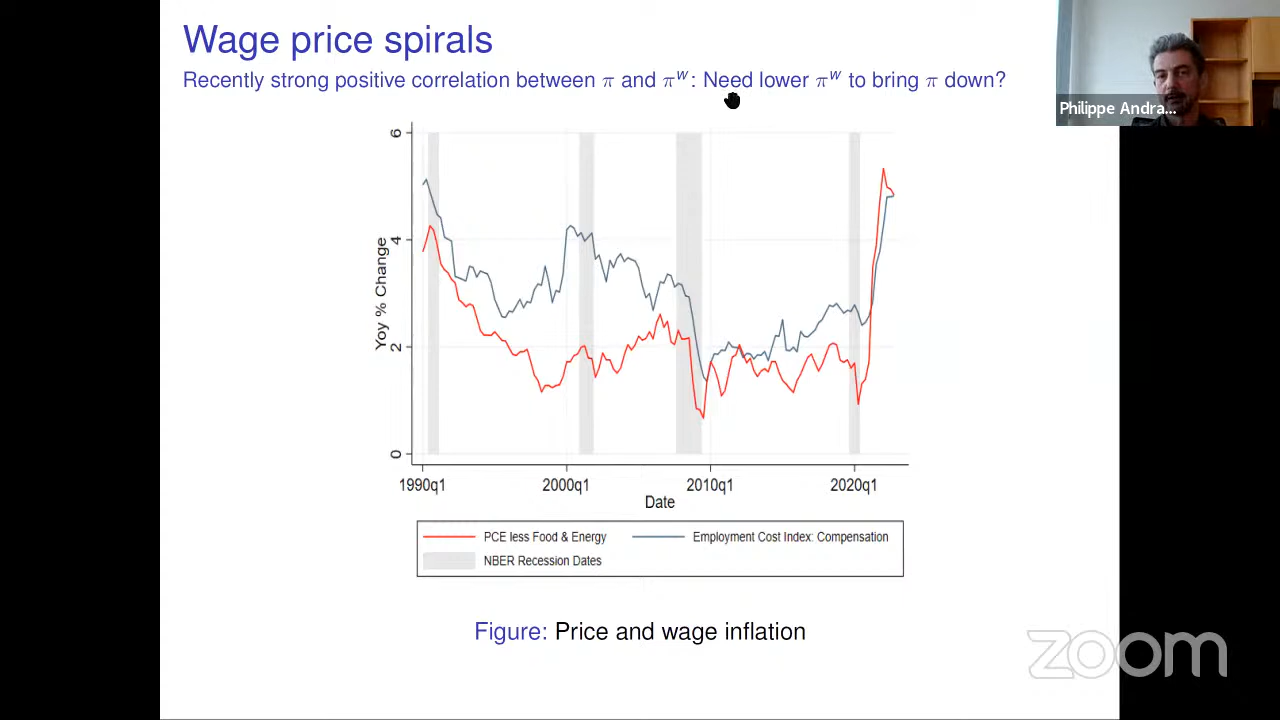 Wage price spirals
Recently strong positive correlation between π and πʷ: Need lower πʷ to bring π down?
Philippe Andra...
6
4
2
0
Yoy % Change
1990q1 2000q1 2010q1 2020q1
Date
PCE less Food & Energy Employment Cost Index: Compensation
NBER Recession Dates
Figure: Price and wage inflation
zoom